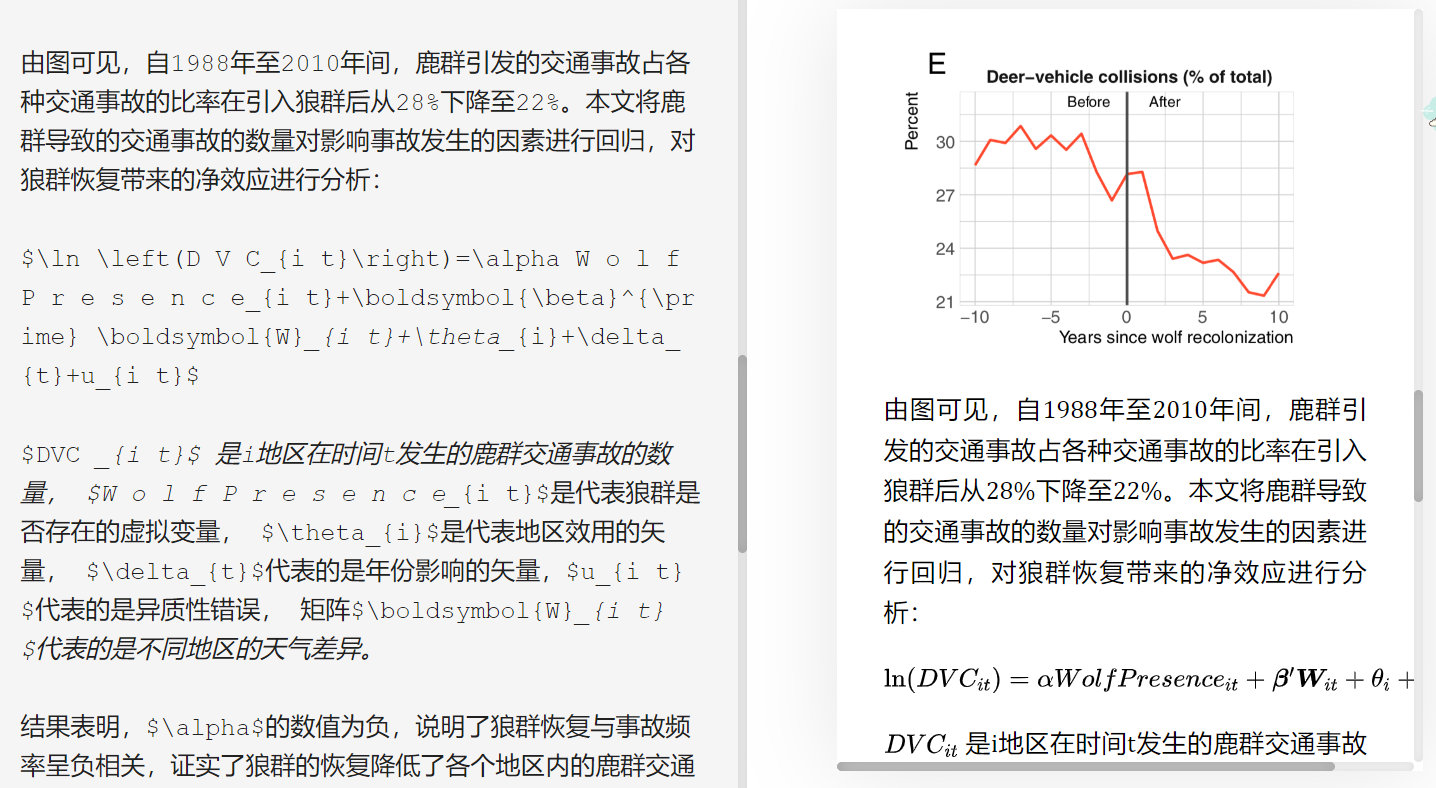 由图可见，自1988年至2010年间，鹿群引发的交通事故占各
种交通事故的比率在引入狼群后从28%下降至22%。本文将鹿
群导致的交通事故的数量对影响事故发生的因素进行回归，对
狼群恢复带来的净效应进行分析：
$\ln \left(D V C_{i t}\right)=\alpha W o l f
P r e s e n c e_{i t}+\boldsymbol{\beta}^{\pr
ime} \boldsymbol{W}_{i t}+\theta_{i}+\delta_
{t}+u_{i t}$
$DVC _{i t}$ 是i地区在时间t发生的鹿群交通事故的数
量， $W o l f P r e s e n c e_{i t}$是代表狼群是
否存在的虚拟变量， $\theta_{i}$是代表地区效用的矢
量， $\delta_{t}$代表的是年份影响的矢量，$u_{i t}
$代表的是异质性错误， 矩阵$\boldsymbol{W}_{i t}
$代表的是不同地区的天气差异。
结果表明，$\alpha$的数值为负，说明了狼群恢复与事故频
率呈负相关，证实了狼群的恢复降低了各个地区内的鹿群交通
E
Deer–vehicle collisions (% of total)
Percent
Before After
30
27
24
21
−10 −5 0 5 10
Years since wolf recolonization
由图可见，自1988年至2010年间，鹿群引
发的交通事故占各种交通事故的比率在引入
狼群后从28%下降至22%。本文将鹿群导致
的交通事故的数量对影响事故发生的因素进
行回归，对狼群恢复带来的净效应进行分
析：
ln(DVC_{it}) = αWolfPresence_{it} + β′W_{it} + θ_i +
DVC_{it} 是i地区在时间t发生的鹿群交通事故